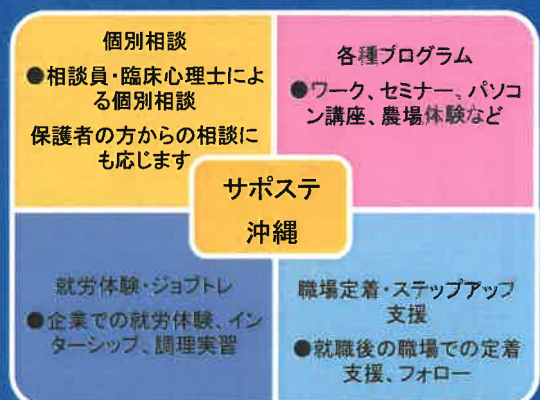 個別相談
●相談員・臨床心理士によ
る個別相談
保護者の方からの相談に
も応じます
各種プログラム
●ワーク、セミナー、パソコ
ン講座、農場体験など
サポステ
沖縄
就労体験・ジョブトレ
●企業での就労体験、イン
ターシップ、調理実習
職場定着・ステップアップ
支援
●就職後の職場での定着
支援、フォロー